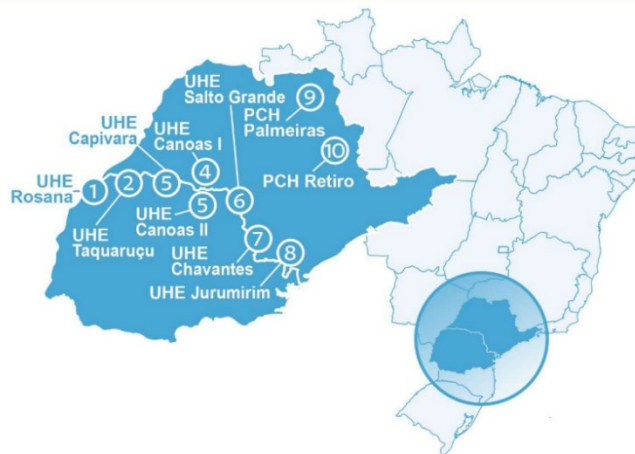 UHE
Salto Grande
9
PCH
Palmeiras
UHE
Capivara
UHE
Canoas I
10
PCH Retiro
UHE
Rosana
1
2
5
4
5
6
UHE
Taquaruçu
UHE
Canoas II
7
UHE
Chavantes
8
UHE Jurumirim